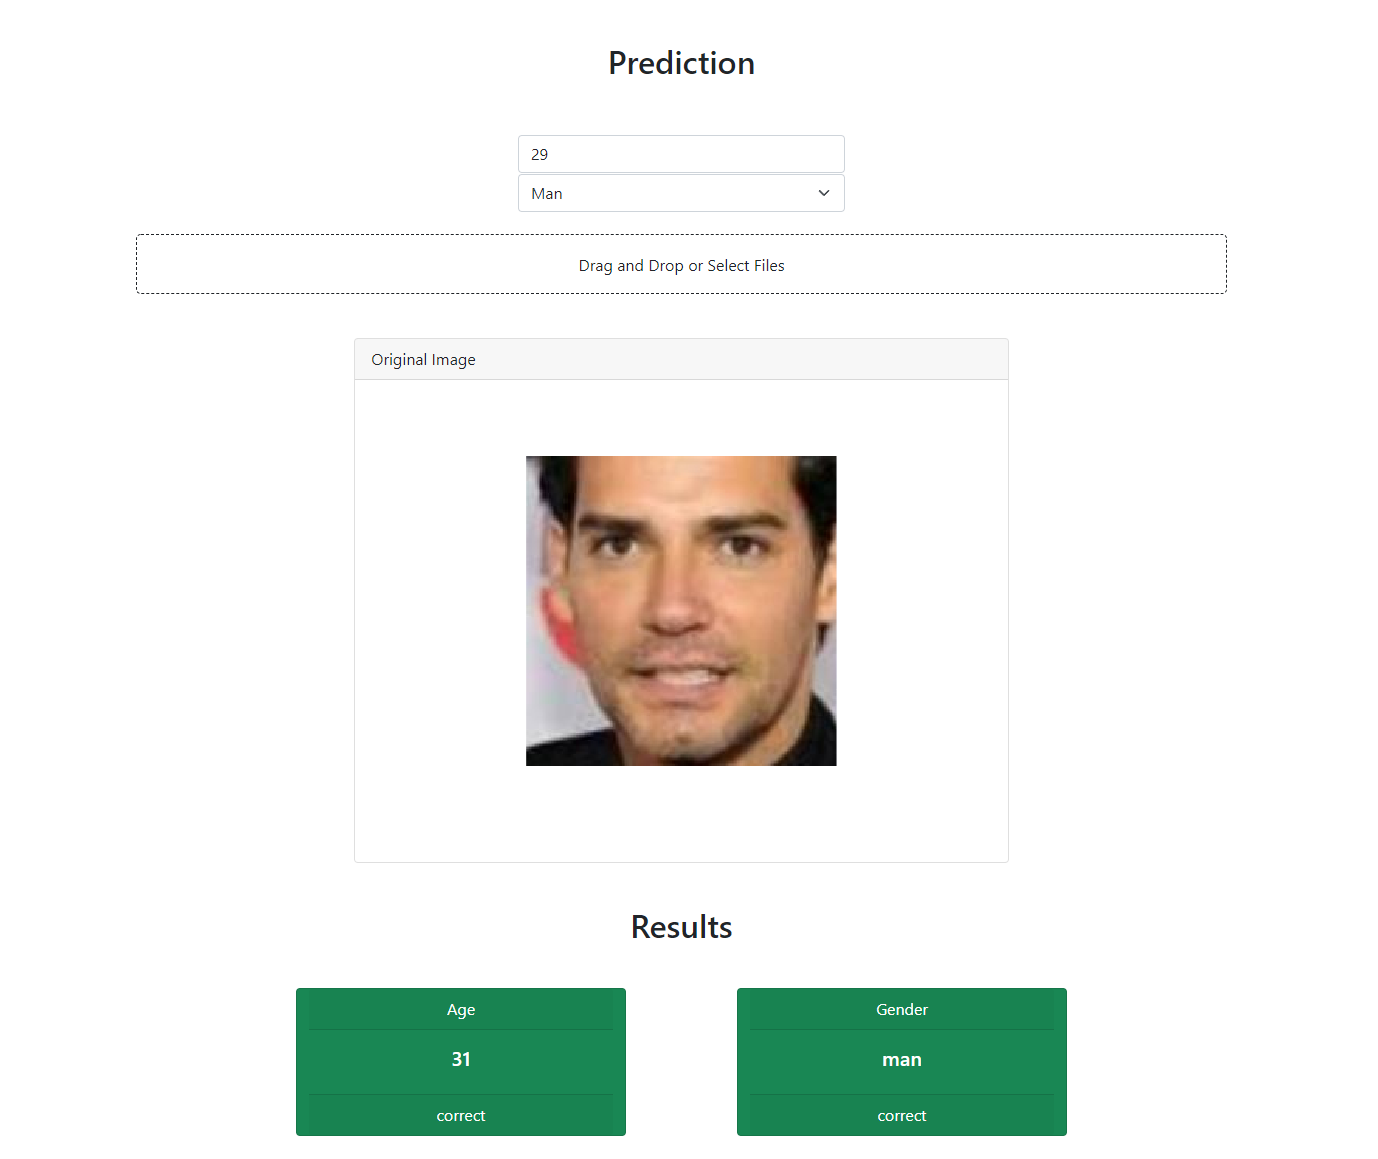 Prediction
29
Man
Drag and Drop or Select Files
Original Image
Results
Age
31
correct
Gender
man
correct